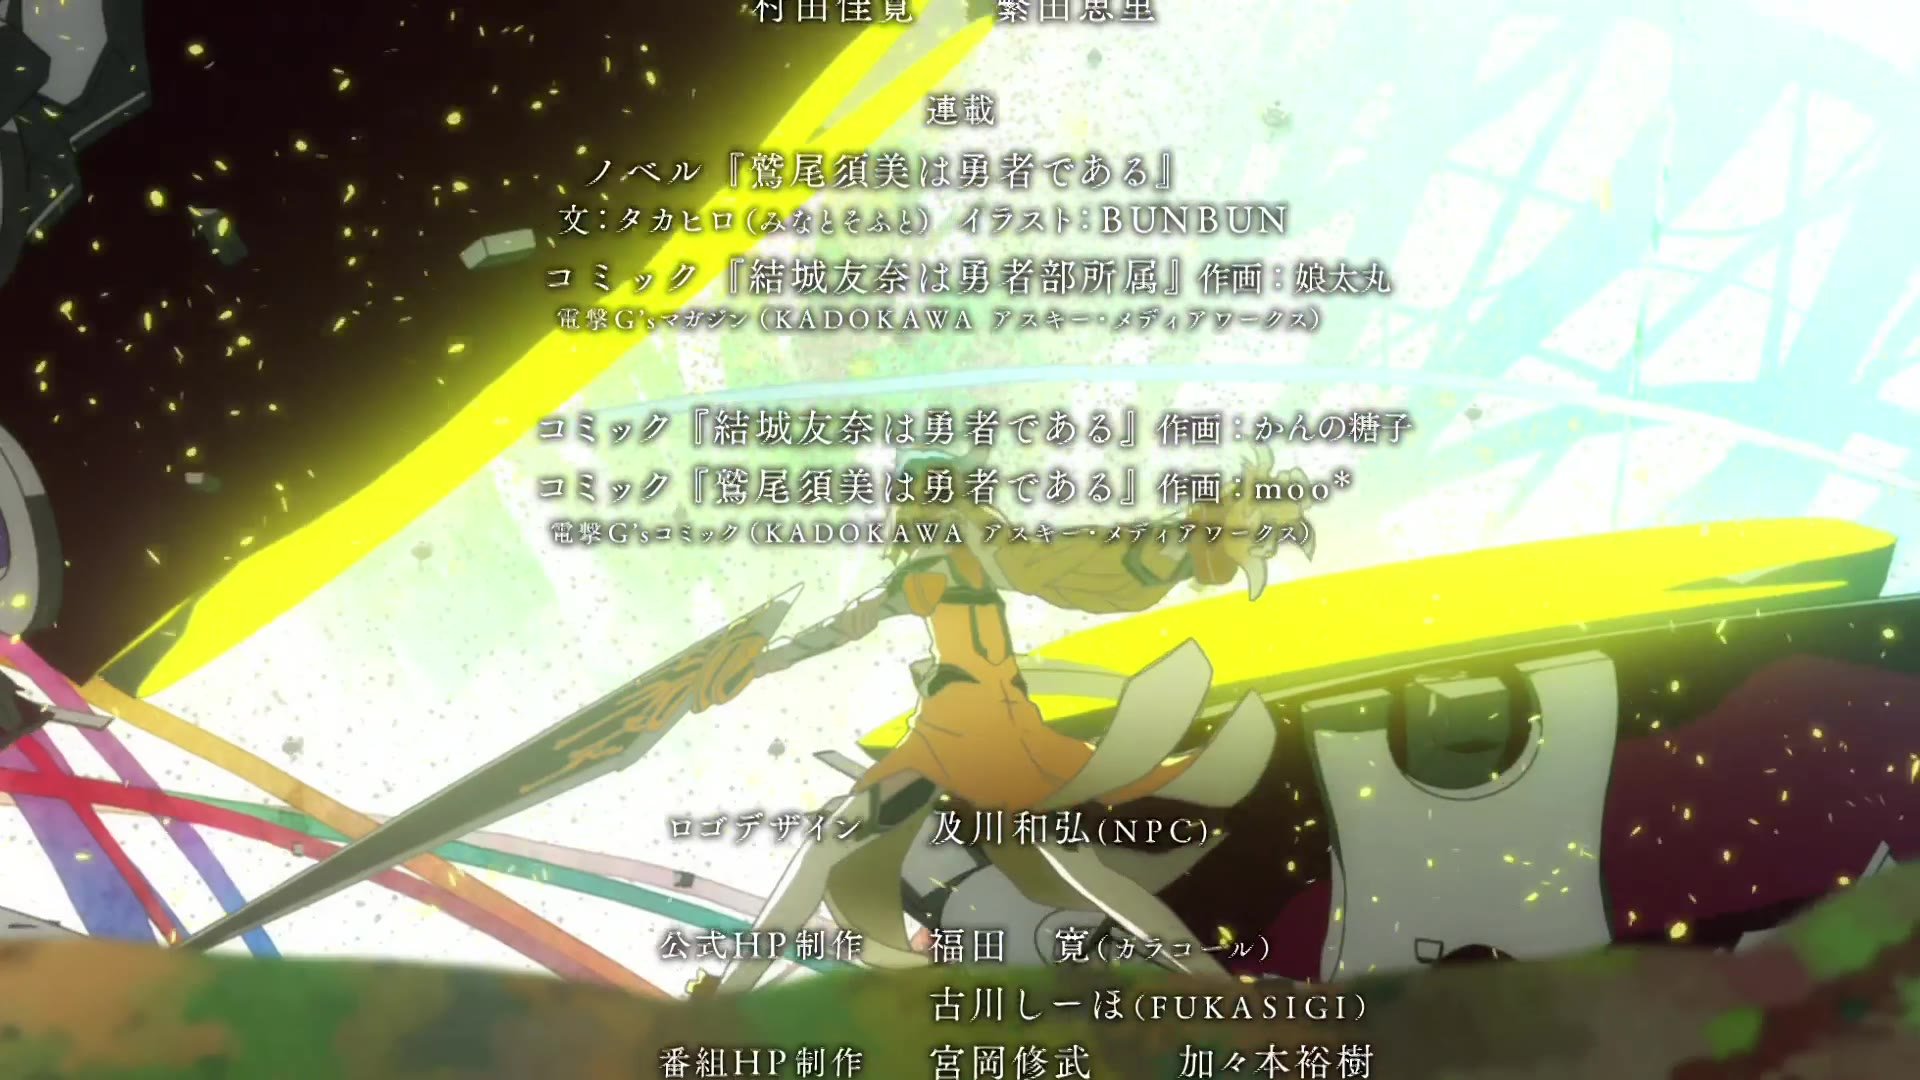 村田佳寛 繁田恵里
連載
ノベル『鷲尾須美は勇者である』
文：タカヒロ（みなとそふと） イラスト：BUNBUN
コミック『結城友奈は勇者部所属』作画：娘太丸
電撃G'sマガジン（KADOKAWA アスキー・メディアワークス）
コミック『結城友奈は勇者である』作画：かんの糖子
コミック『鷲尾須美は勇者である』作画：moo*
電撃G'sコミック（KADOKAWA アスキー・メディアワークス）
ロゴデザイン 及川和弘(NPC)
公式HP制作 福田 寛（カラコール）
古川しーほ(FUKASIGI)
番組HP制作 宮岡修武 加々本裕樹